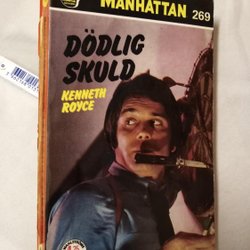 MANHATTAN 269
DÖDLIG
SKULD
KENNETH
ROYCE